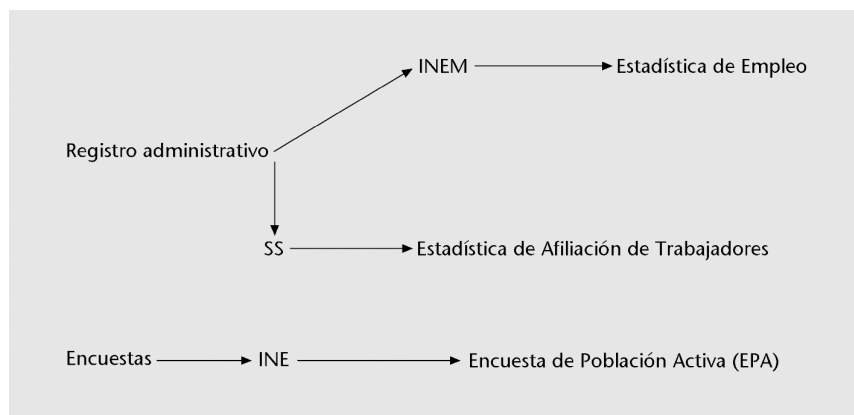 INEM Estadística de Empleo
Registro administrativo
SS Estadística de Afiliación de Trabajadores
Encuestas INE Encuesta de Población Activa (EPA)